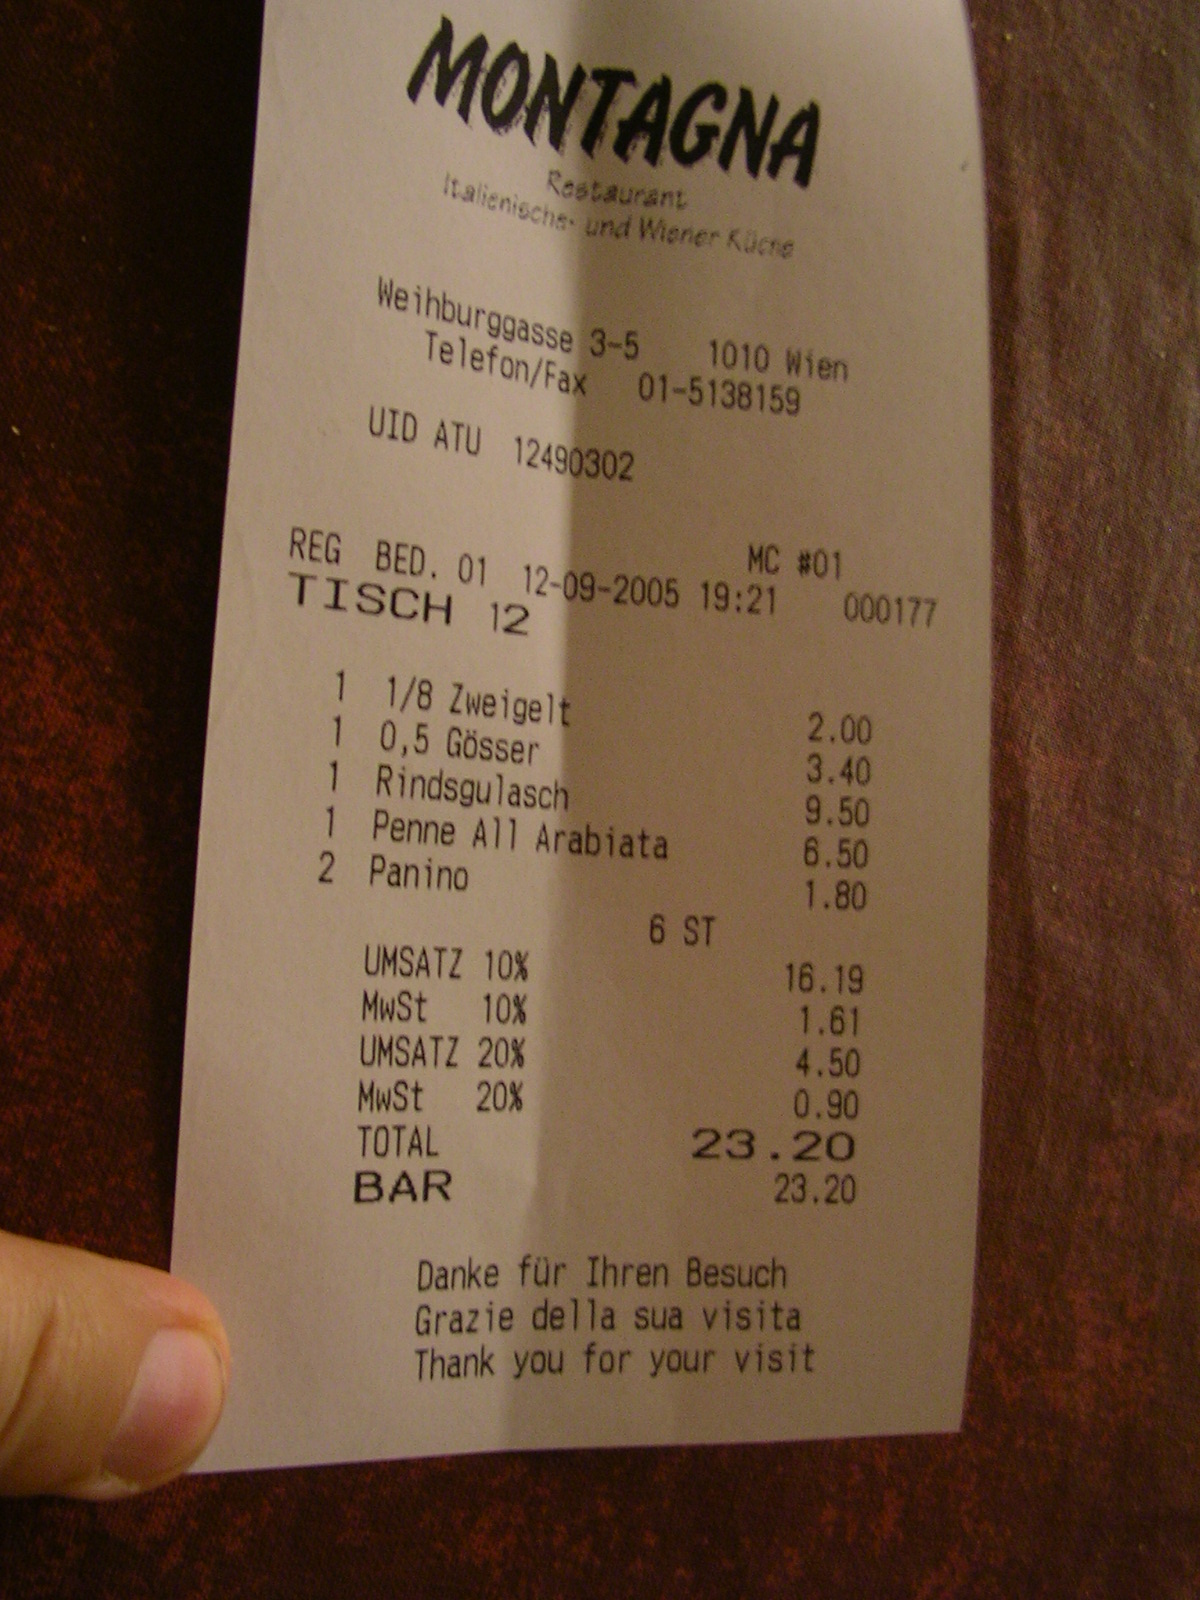 MONTAGNA
Restaurant
Italienische- und Wiener Küche
Weihburggasse 3-5 1010 Wien
Telefon/Fax 01-5138159
UID ATU 12490302
MC #01
REG BED. 01 12-09-2005 19:21 000177
TISCH 12
1 1/8 Zweigelt 2.00
1 0,5 Gösser 3.40
1 Rindsgulasch 9.50
1 Penne All Arabiata 6.50
2 Panino 1.80
6 ST
UMSATZ 10% 16.19
MwSt 10% 1.61
UMSATZ 20% 4.50
MwSt 20% 0.90
TOTAL 23.20
BAR 23.20
Danke für Ihren Besuch
Grazie della sua visita
Thank you for your visit